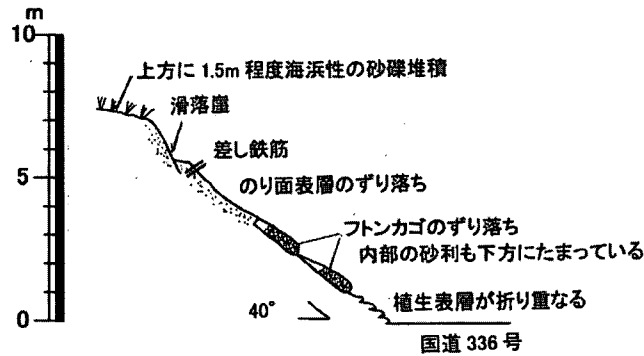 m
10
上方に 1.5m 程度海浜性の砂礫堆積
滑落崖
差し鉄筋
5
のり面表層のずり落ち
フトンカゴのずり落ち
内部の砂利も下方にたまっている
40°
植生表層が折り重なる
0
国道 336 号